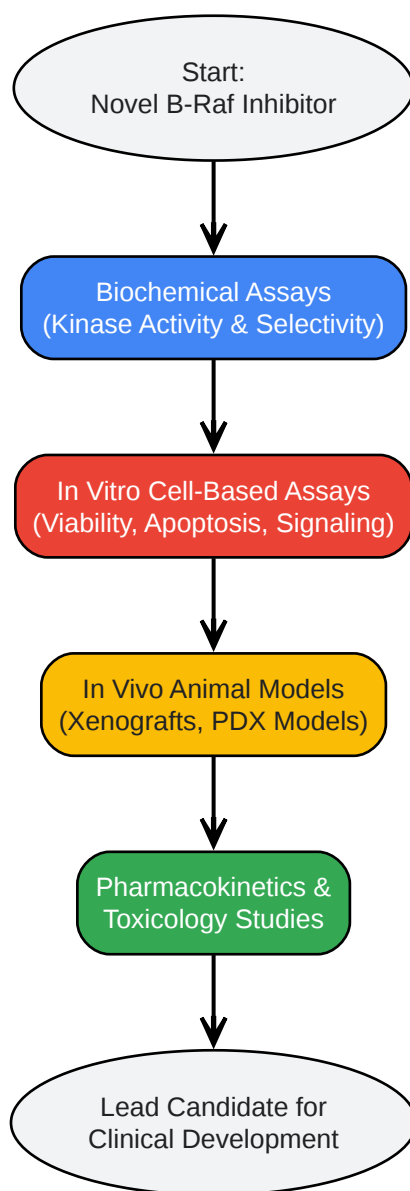 Start:
Novel B-Raf Inhibitor
Biochemical Assays
(Kinase Activity & Selectivity)
In Vitro Cell-Based Assays
(Viability, Apoptosis, Signaling)
In Vivo Animal Models
(Xenografts, PDX Models)
Pharmacokinetics &
Toxicology Studies
Lead Candidate for
Clinical Development